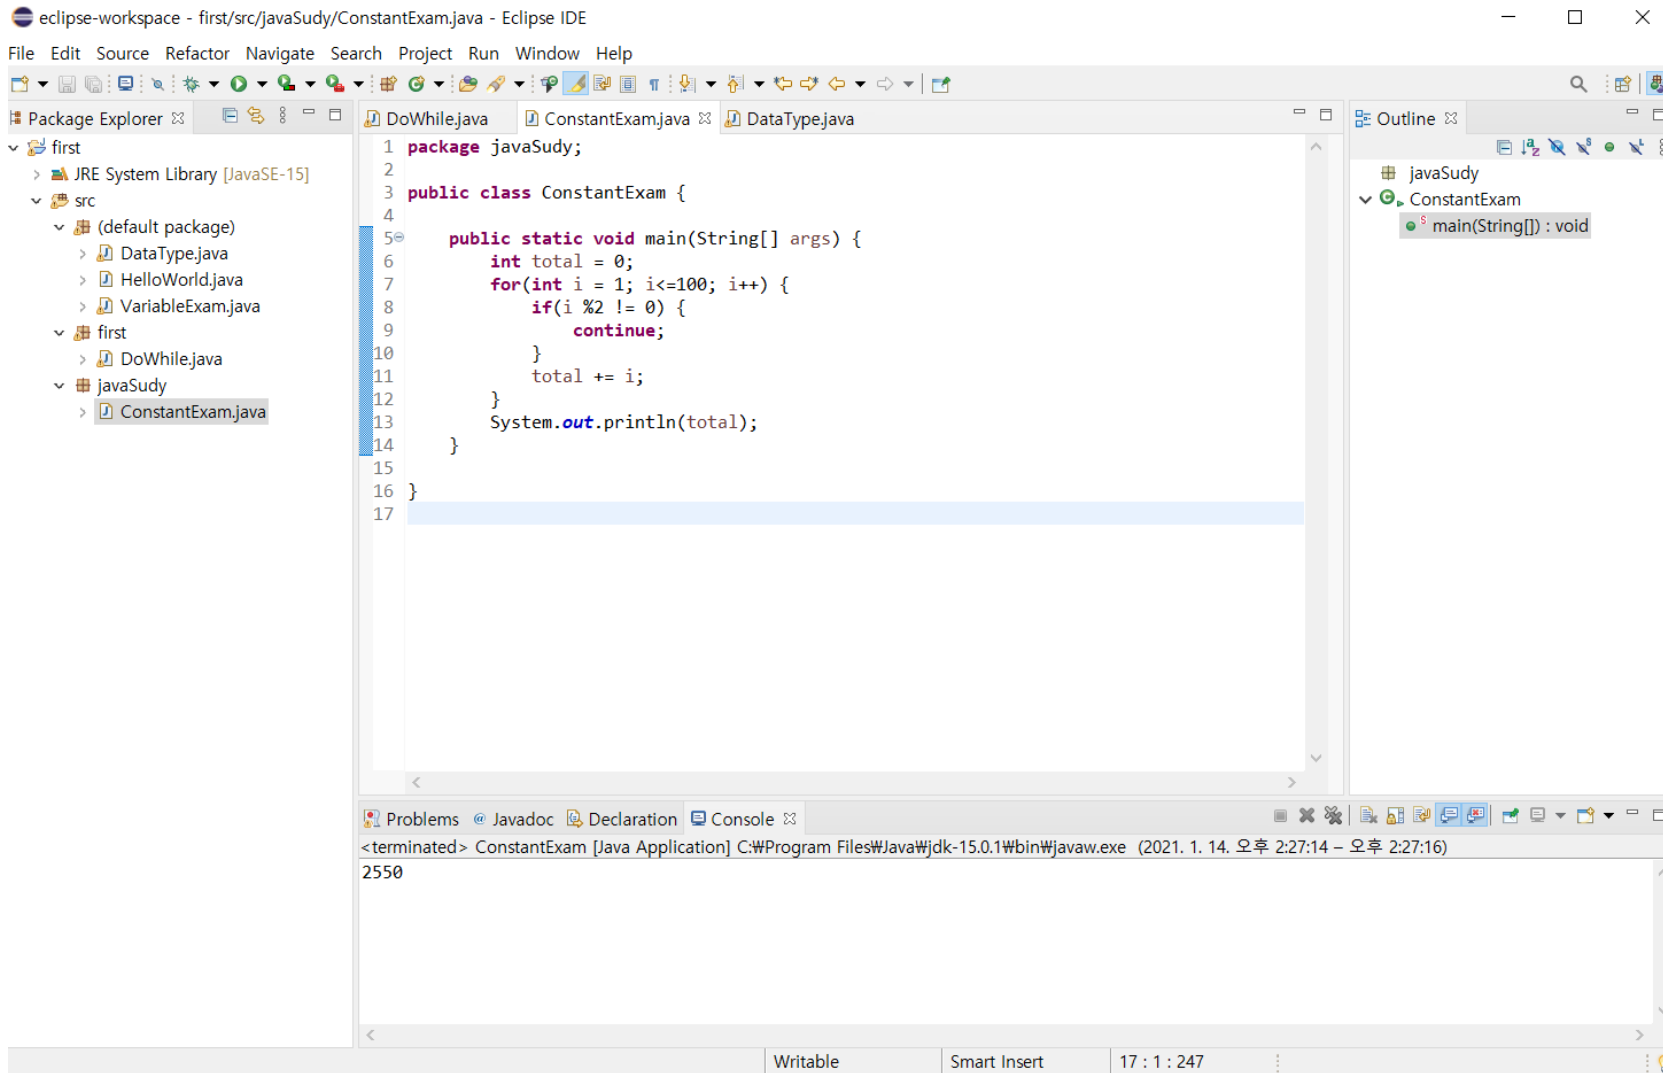 eclipse-workspace - first/src/javaSudy/ConstantExam.java - Eclipse IDE
File Edit Source Refactor Navigate Search Project Run Window Help
Package Explorer
first
JRE System Library [JavaSE-15]
src
(default package)
DataType.java
HelloWorld.java
VariableExam.java
first
DoWhile.java
javaSudy
ConstantExam.java
DoWhile.java ConstantExam.java DataType.java
1 package javaSudy;
2
3 public class ConstantExam {
4
5 public static void main(String[] args) {
6 int total = 0;
7 for(int i = 1; i<=100; i++) {
8 if(i %2 != 0) {
9 continue;
10 }
11 total += i;
12 }
13 System.out.println(total);
14 }
15
16 }
17
Outline
javaSudy
ConstantExam
main(String[]) : void
Problems @ Javadoc Declaration Console
<terminated> ConstantExam [Java Application] C:₩Program Files₩Java₩jdk-15.0.1₩bin₩javaw.exe (2021. 1. 14. 오후 2:27:14 – 오후 2:27:16)
2550
Writable Smart Insert 17 : 1 : 247